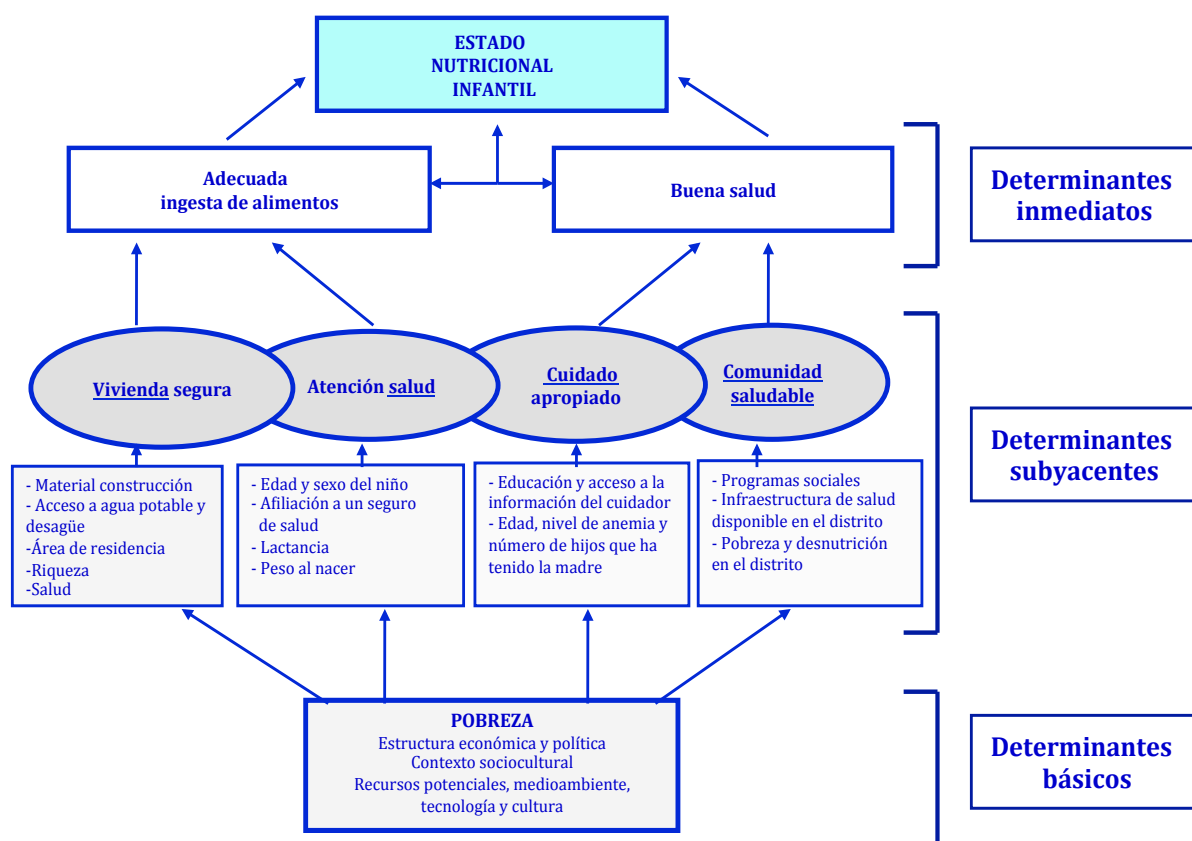 ESTADO
NUTRICIONAL
INFANTIL
Adecuada
ingesta de alimentos
Buena salud
Determinantes
inmediatos
Vivienda segura
Atención salud
Cuidado
apropiado
Comunidad
saludable
- Material construcción
- Acceso a agua potable y
desagüe
-Área de residencia
-Riqueza
-Salud
- Edad y sexo del niño
- Afiliación a un seguro
de salud
- Lactancia
- Peso al nacer
- Educación y acceso a la
información del cuidador
- Edad, nivel de anemia y
número de hijos que ha
tenido la madre
- Programas sociales
- Infraestructura de salud
disponible en el distrito
- Pobreza y desnutrición
en el distrito
Determinantes
subyacentes
POBREZA
Estructura económica y política
Contexto sociocultural
Recursos potenciales, medioambiente,
tecnología y cultura
Determinantes
básicos